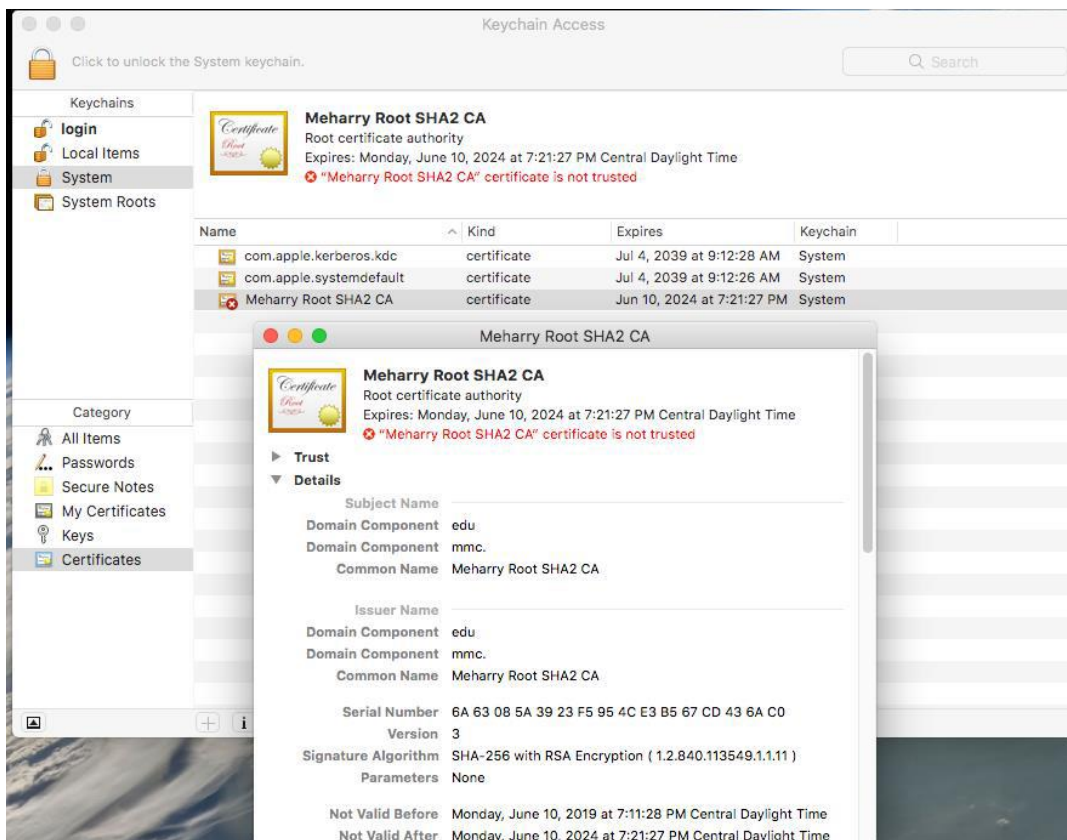 Keychain Access
Click to unlock the System keychain.
Search
Keychains
login
Local Items
System
System Roots
Certificate
Root
Meharry Root SHA2 CA
Root certificate authority
Expires: Monday, June 10, 2024 at 7:21:27 PM Central Daylight Time
"Meharry Root SHA2 CA" certificate is not trusted
Name Kind Expires Keychain
com.apple.kerberos.kdc certificate Jul 4, 2039 at 9:12:28 AM System
com.apple.systemdefault certificate Jul 4, 2039 at 9:12:26 AM System
Meharry Root SHA2 CA certificate Jun 10, 2024 at 7:21:27 PM System
Category
All Items
Passwords
Secure Notes
My Certificates
Keys
Certificates
+ i
Meharry Root SHA2 CA
Certificate
Root
Meharry Root SHA2 CA
Root certificate authority
Expires: Monday, June 10, 2024 at 7:21:27 PM Central Daylight Time
"Meharry Root SHA2 CA" certificate is not trusted
Trust
Details
Subject Name
Domain Component edu
Domain Component mmc.
Common Name Meharry Root SHA2 CA
Issuer Name
Domain Component edu
Domain Component mmc.
Common Name Meharry Root SHA2 CA
Serial Number 6A 63 08 5A 39 23 F5 95 4C E3 B5 67 CD 43 6A C0
Version 3
Signature Algorithm SHA-256 with RSA Encryption ( 1.2.840.113549.1.1.11 )
Parameters None
Not Valid Before Monday, June 10, 2019 at 7:11:28 PM Central Daylight Time
Not Valid After Monday, June 10, 2024 at 7:21:27 PM Central Daylight Time